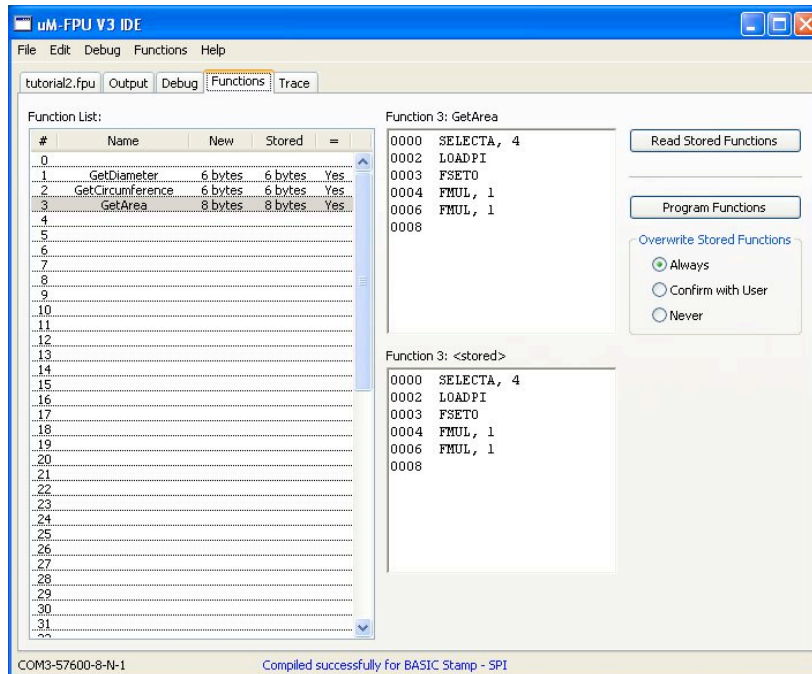 uM-FPU V3 IDE
File Edit Debug Functions Help
tutorial2.fpu Output Debug Functions Trace
Function List:
# Name New Stored =
0
1 GetDiameter 6 bytes 6 bytes Yes
2 GetCircumference 6 bytes 6 bytes Yes
3 GetArea 8 bytes 8 bytes Yes
4
5
6
7
8
9
10
11
12
13
14
15
16
17
18
19
20
21
22
23
24
25
26
27
28
29
30
31
Function 3: GetArea
0000 SELECTA, 4
0002 LOADPI
0003 FSET0
0004 FMUL, 1
0006 FMUL, 1
0008
Function 3: <stored>
0000 SELECTA, 4
0002 LOADPI
0003 FSET0
0004 FMUL, 1
0006 FMUL, 1
0008
Read Stored Functions
Program Functions
Overwrite Stored Functions
Always
Confirm with User
Never
COM3-57600-8-N-1 Compiled successfully for BASIC Stamp - SPI